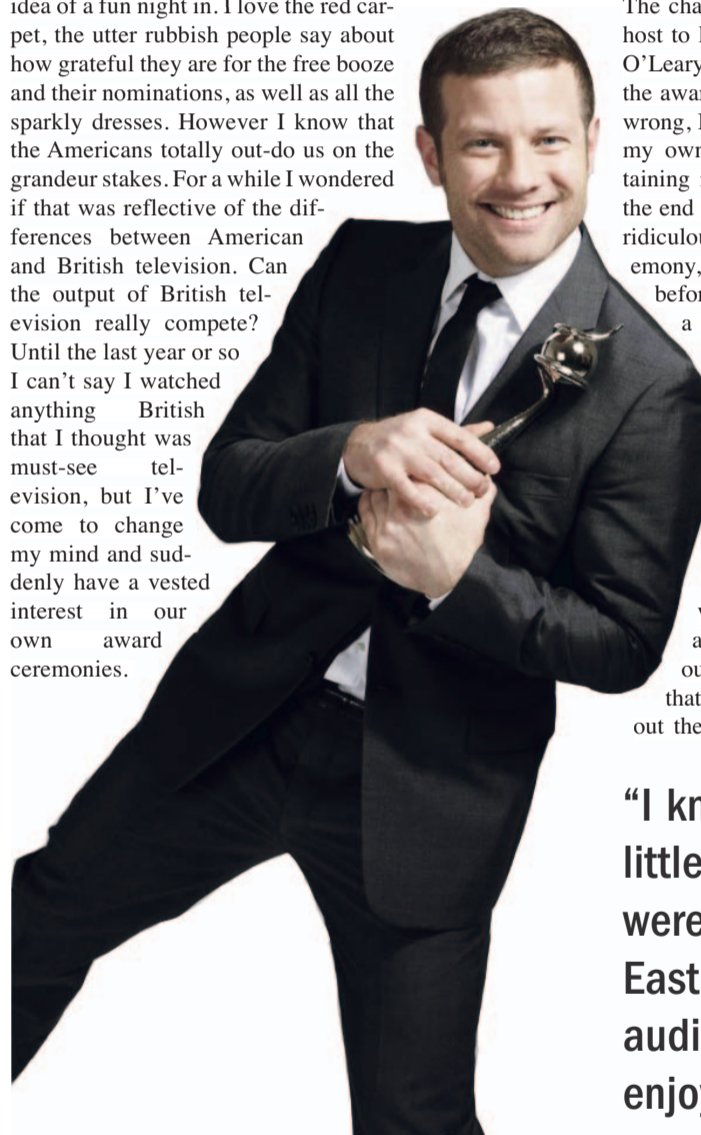 idea of a fun night in. I love the red car-
pet, the utter rubbish people say about
how grateful they are for the free booze
and their nominations, as well as all the
sparkly dresses. However I know that
the Americans totally out-do us on the
grandeur stakes. For a while I wondered
if that was reflective of the dif-
ferences between American
and British television. Can
the output of British tel-
evision really compete?
Until the last year or so
I can't say I watched
anything British
that I thought was
must-see tel-
evision, but I've
come to change
my mind and sud-
denly have a vested
interest in our
own award
ceremonies.
The cha
host to
O'Leary
the awa
wrong,
my own
taining
the end
ridiculou
emony,
befor
a
a
ou
that
out the
“I kn
little
were
East
audi
enjoy